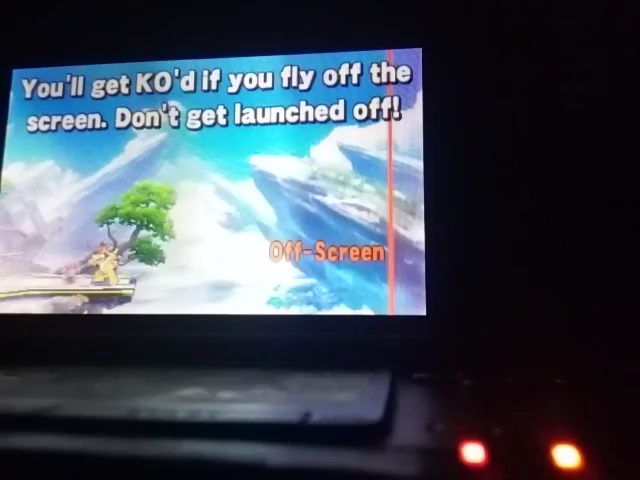 You'll get KO'd if you fly off the
screen. Don't get launched off!
Off-Screen